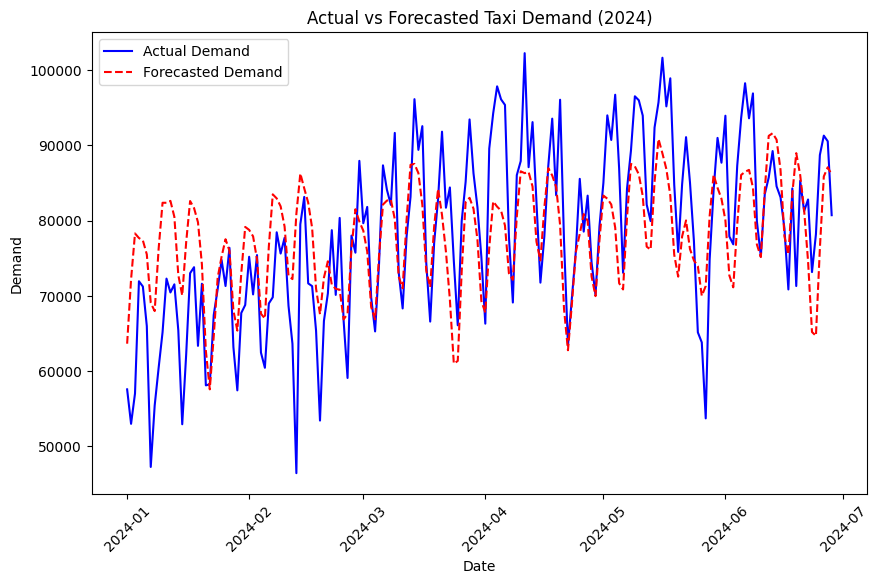 Actual vs Forecasted Taxi Demand (2024)
Actual Demand
Forecasted Demand
100000
90000
80000
70000
60000
50000
Demand
2024-01
2024-02
2024-03
2024-04
2024-05
2024-06
2024-07
Date